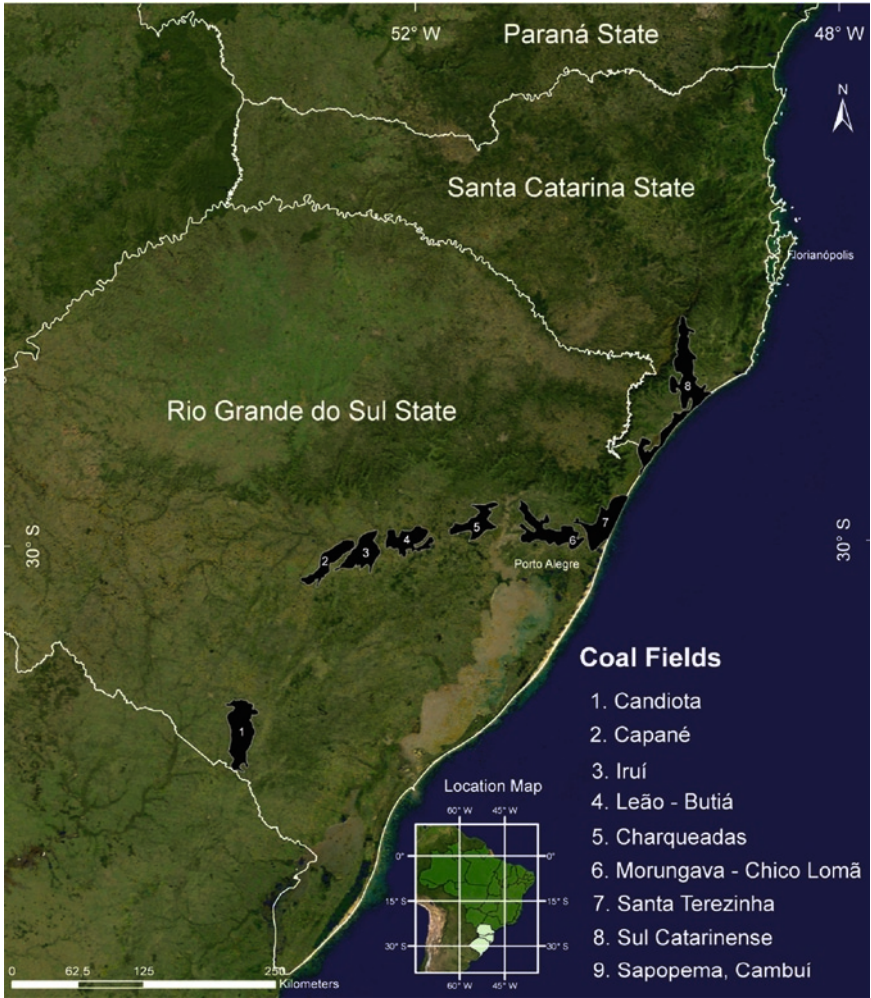 52° W
48° W
Paraná State
N
Santa Catarina State
Florianópolis
8
Rio Grande do Sul State
7
5
6
4
3
2
30° S
30° S
Porto Alegre
Coal Fields
1. Candiota
2. Capané
3. Iruí
4. Leão - Butiá
5. Charqueadas
6. Morungava - Chico Lomã
7. Santa Terezinha
8. Sul Catarinense
9. Sapopema, Cambuí
1
Location Map
60° W 45° W
0° 0°
15° S 15° S
30° S 30° S
60° W 45° W
0 62,5 125 250
Kilometers